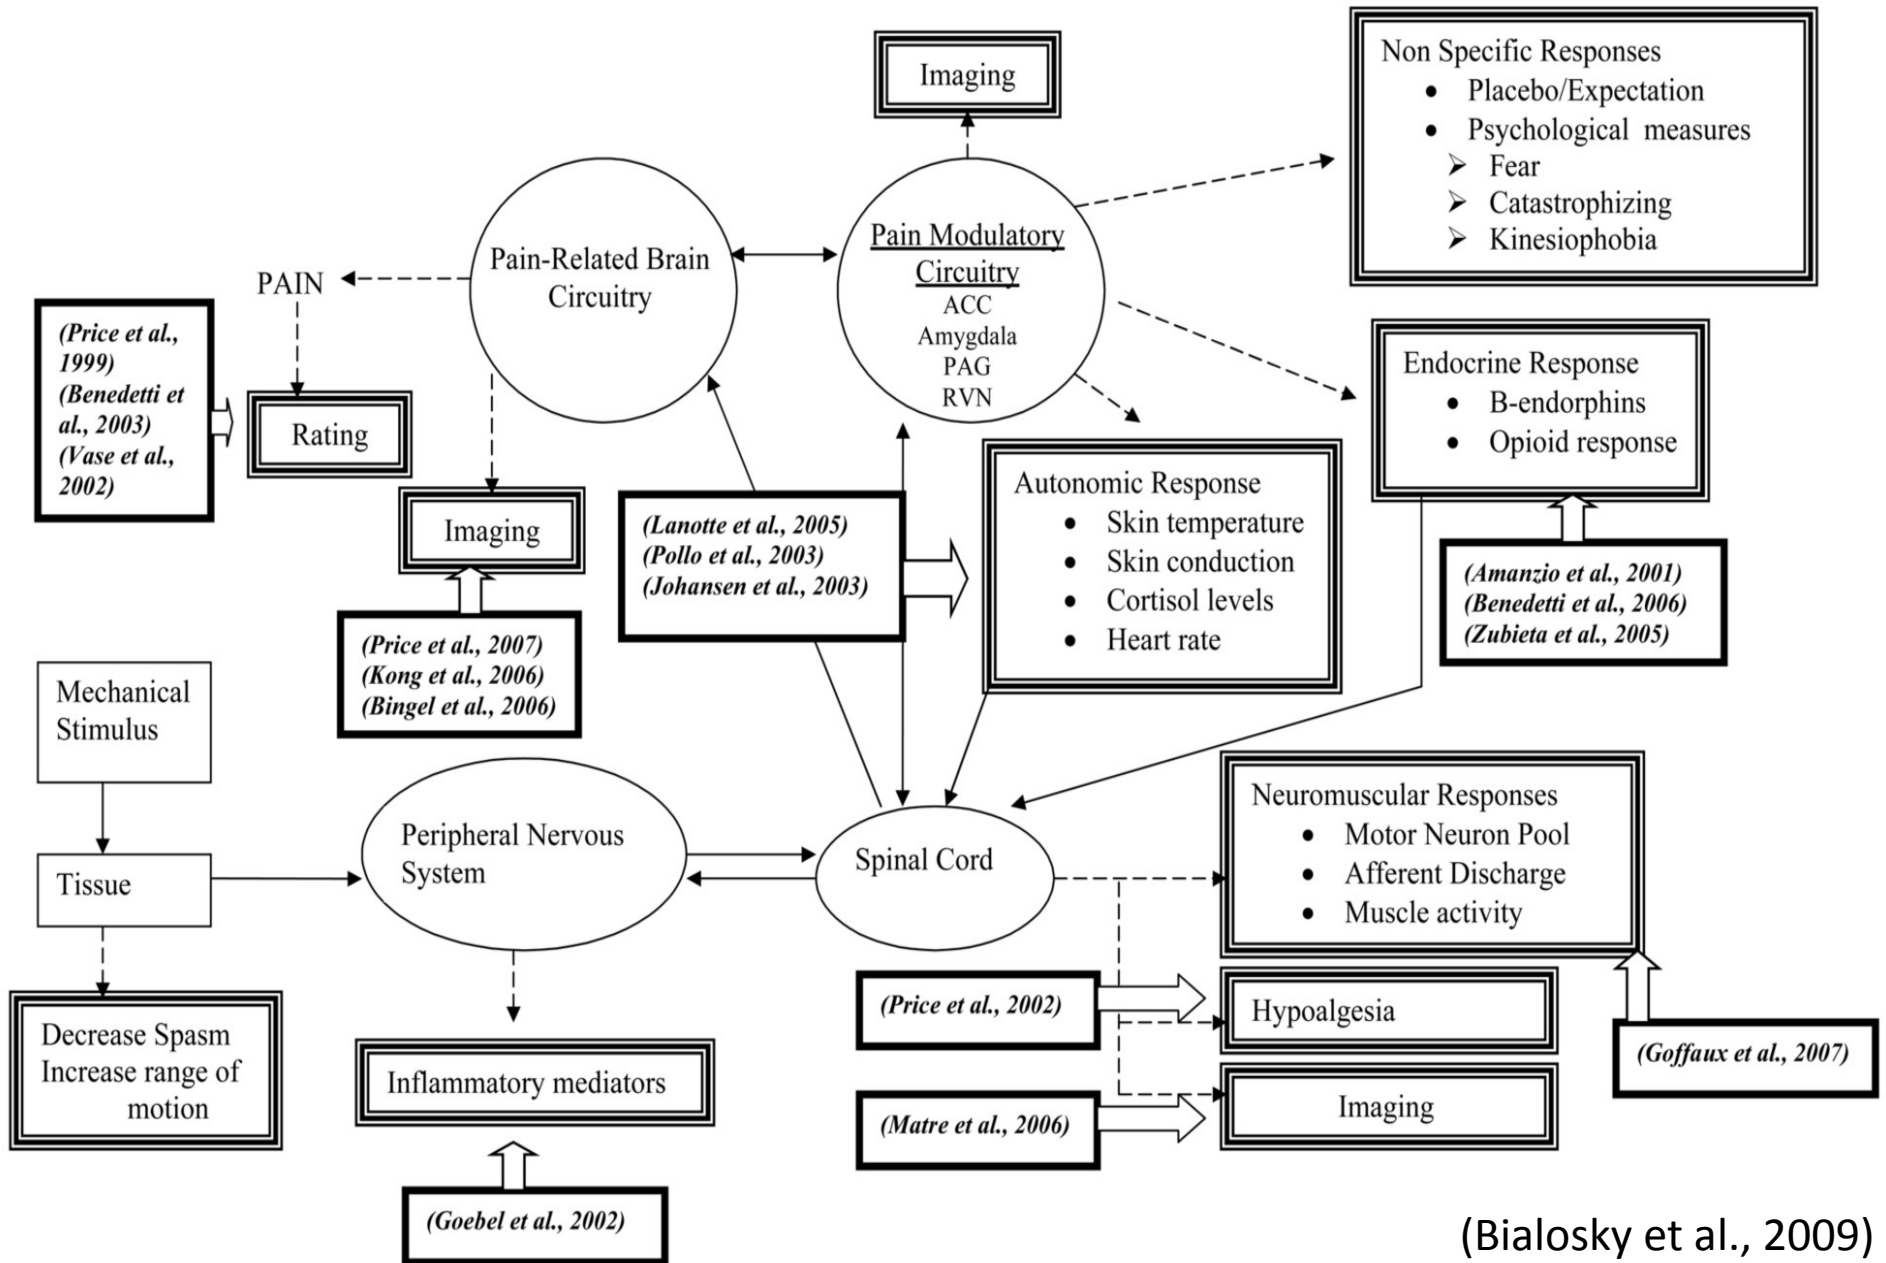 Imaging
Non Specific Responses
• Placebo/Expectation
• Psychological measures
➢ Fear
➢ Catastrophizing
➢ Kinesiophobia
Pain-Related Brain
Circuitry
Pain Modulatory
Circuitry
ACC
Amygdala
PAG
RVN
PAIN
(Price et al.,
1999)
(Benedetti et
al., 2003)
(Vase et al.,
2002)
Rating
Imaging
(Price et al., 2007)
(Kong et al., 2006)
(Bingel et al., 2006)
(Lanotte et al., 2005)
(Pollo et al., 2003)
(Johansen et al., 2003)
Autonomic Response
• Skin temperature
• Skin conduction
• Cortisol levels
• Heart rate
Endocrine Response
• B-endorphins
• Opioid response
(Amanzio et al., 2001)
(Benedetti et al., 2006)
(Zubieta et al., 2005)
Mechanical
Stimulus
Tissue
Decrease Spasm
Increase range of
motion
Peripheral Nervous
System
Inflammatory mediators
(Goebel et al., 2002)
Spinal Cord
Neuromuscular Responses
• Motor Neuron Pool
• Afferent Discharge
• Muscle activity
(Price et al., 2002)
Hypoalgesia
(Goffaux et al., 2007)
(Matre et al., 2006)
Imaging
(Bialosky et al., 2009)